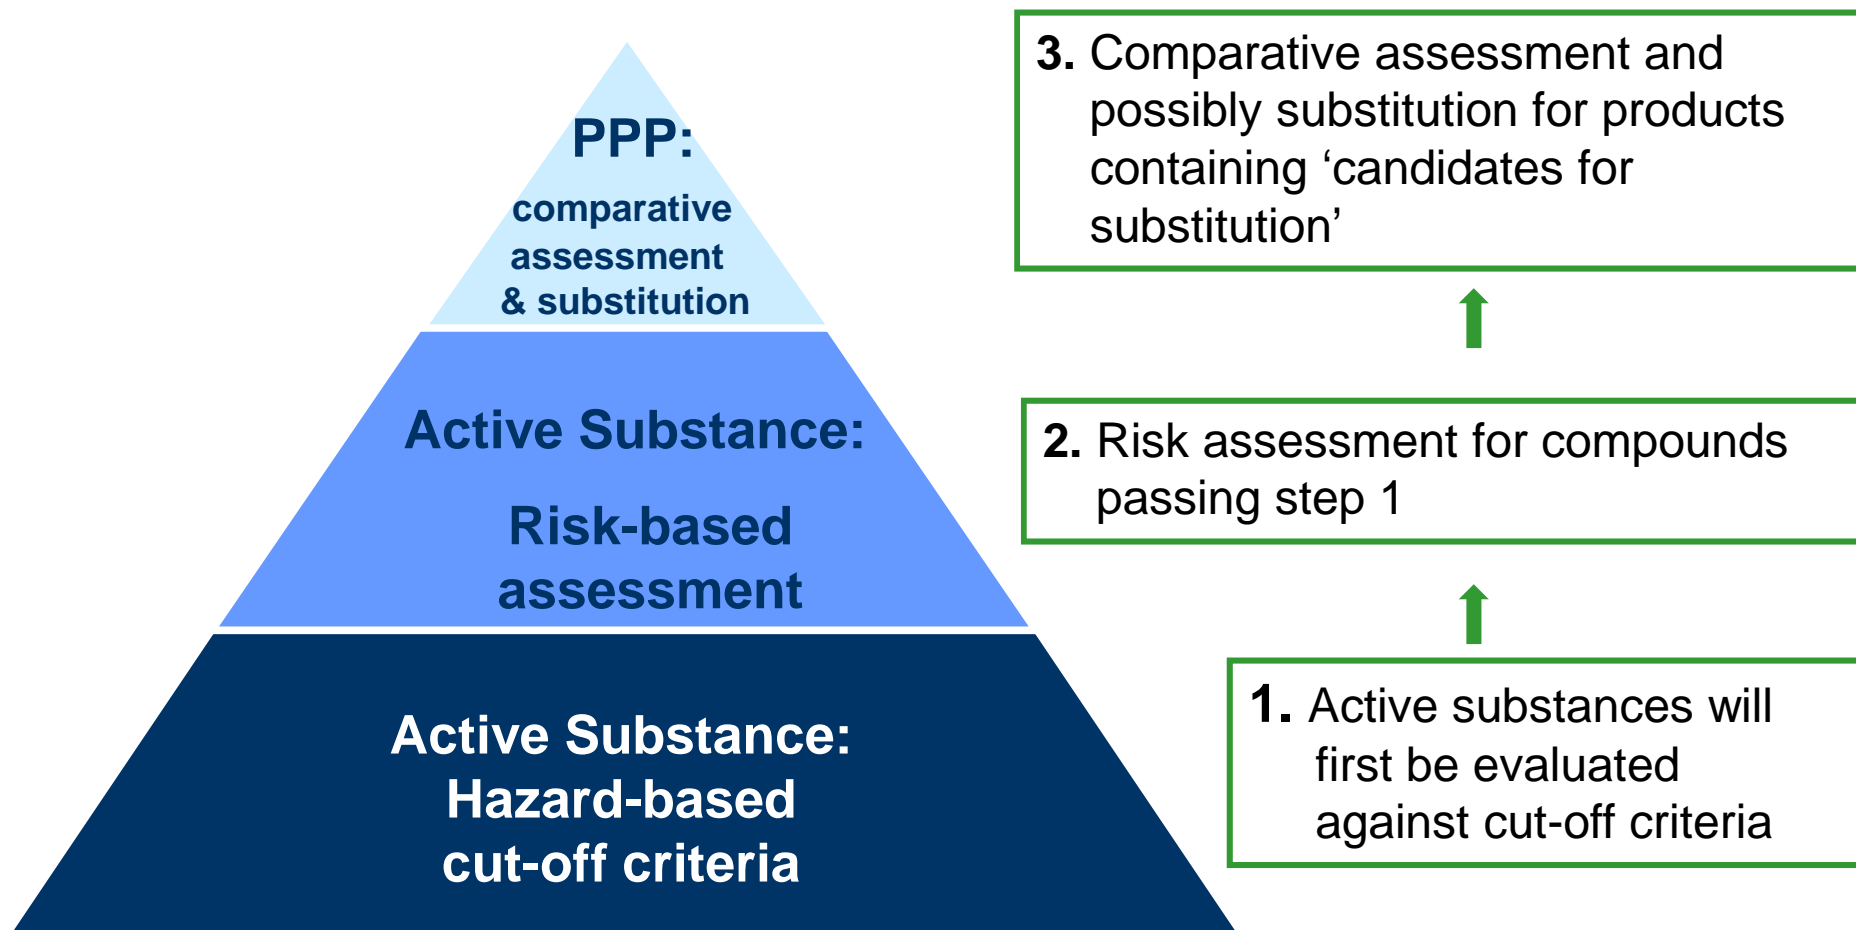 PPP:
comparative
assessment
& substitution
Active Substance:
Risk-based
assessment
Active Substance:
Hazard-based
cut-off criteria
3. Comparative assessment and
possibly substitution for products
containing ‘candidates for
substitution’
2. Risk assessment for compounds
passing step 1
1. Active substances will
first be evaluated
against cut-off criteria